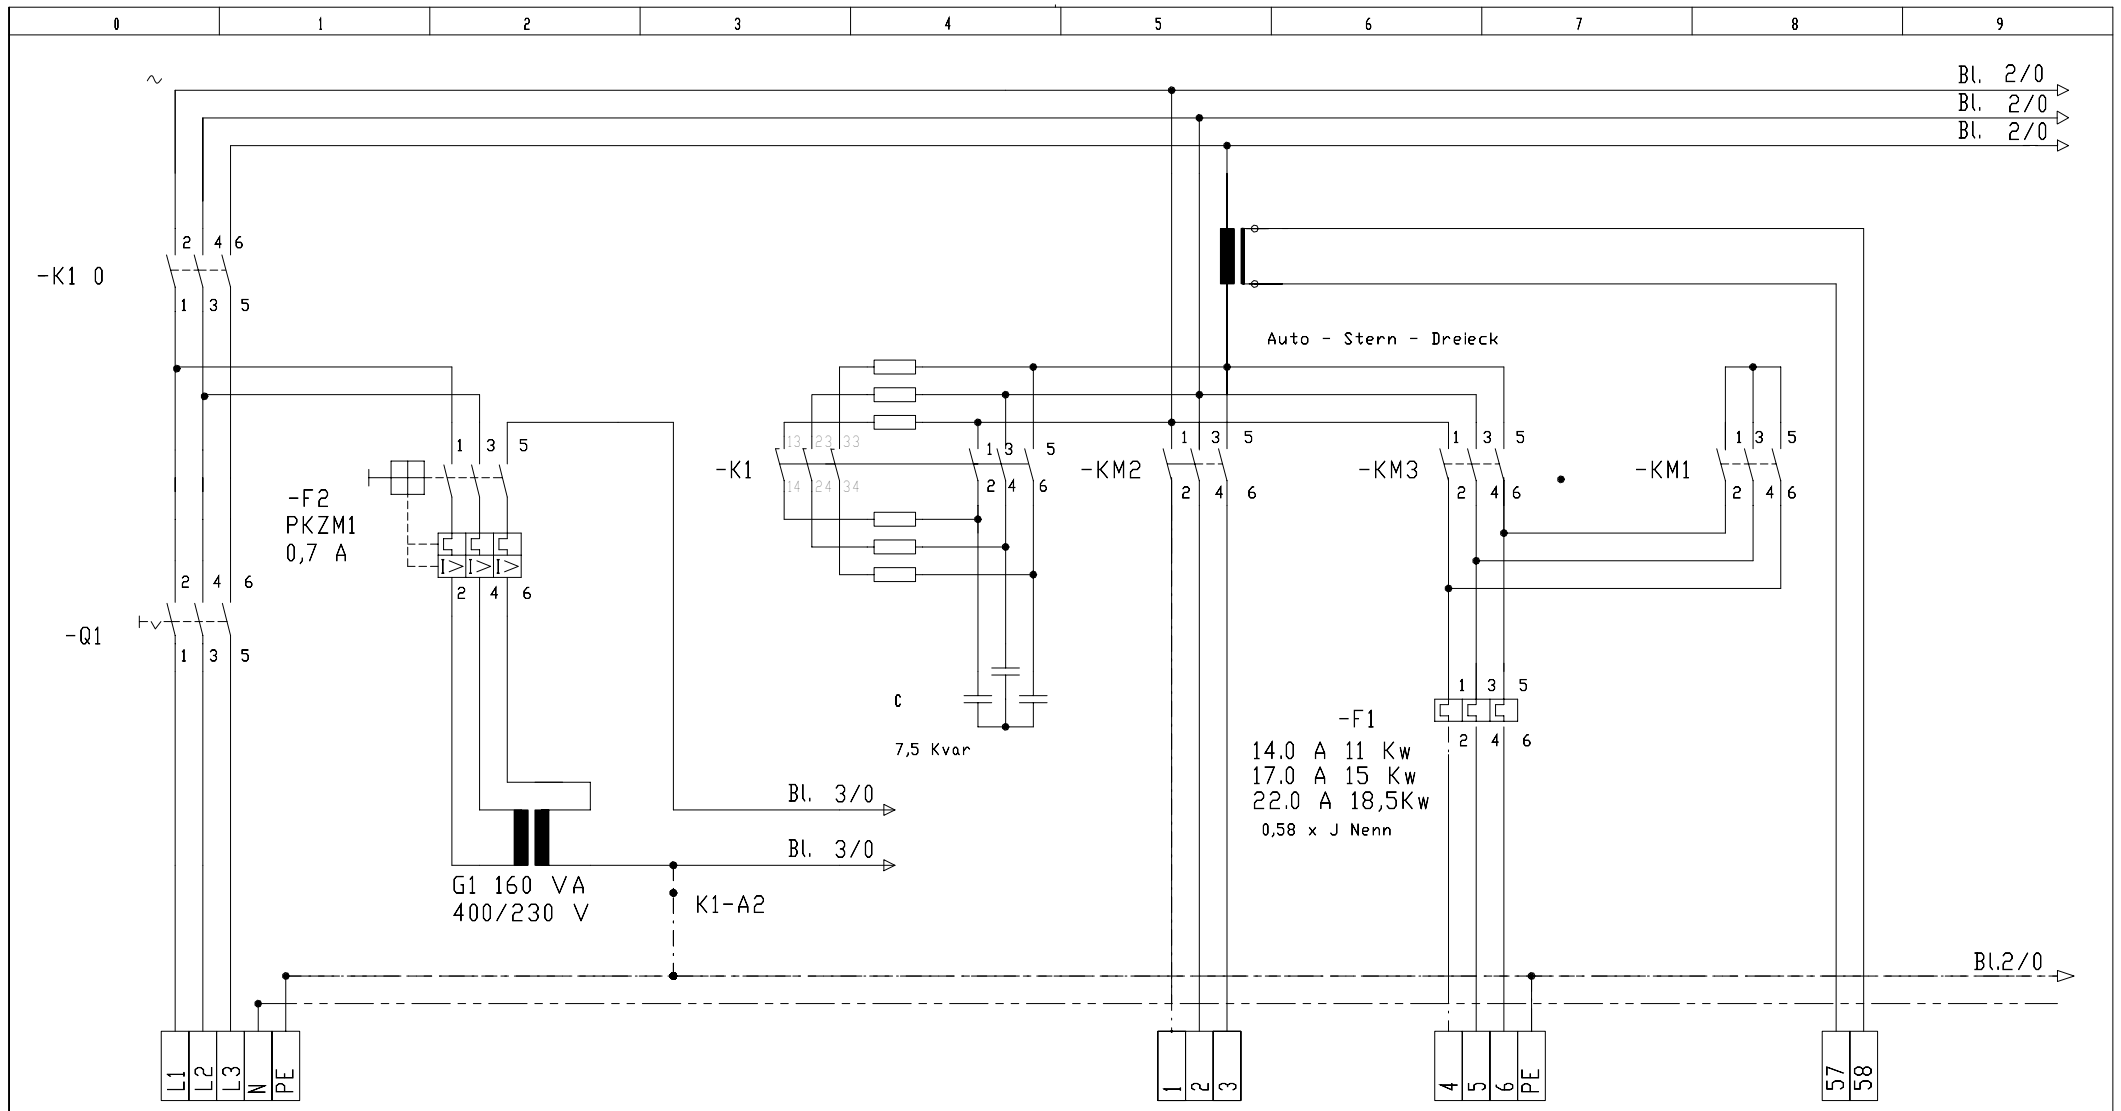 0 1 2 3 4 5 6 7 8 9
~
Bl. 2/0
Bl. 2/0
Bl. 2/0
2 4 6
-K1 0
1 3 5
Auto - Stern - Dreieck
1 3 5
13 23 33
1 3 5
1 3 5
1 3 5
1 3 5
-K1
-KM2
-KM3
-KM1
14 24 34
2 4 6
2 4 6
2 4 6
2 4 6
-F2
PKZM1
0,7 A
I> I> I>
2 4 6
2 4 6
-Q1
1 3 5
C
7,5 Kvar
1 3 5
-F1
2 4 6
14.0 A 11 Kw
17.0 A 15 Kw
22.0 A 18,5Kw
0,58 x J Nenn
Bl. 3/0
Bl. 3/0
G1 160 VA
400/230 V
K1-A2
Bl.2/0
L1 L2 L3 N PE
1 2 3
4 5 6 PE
57 58